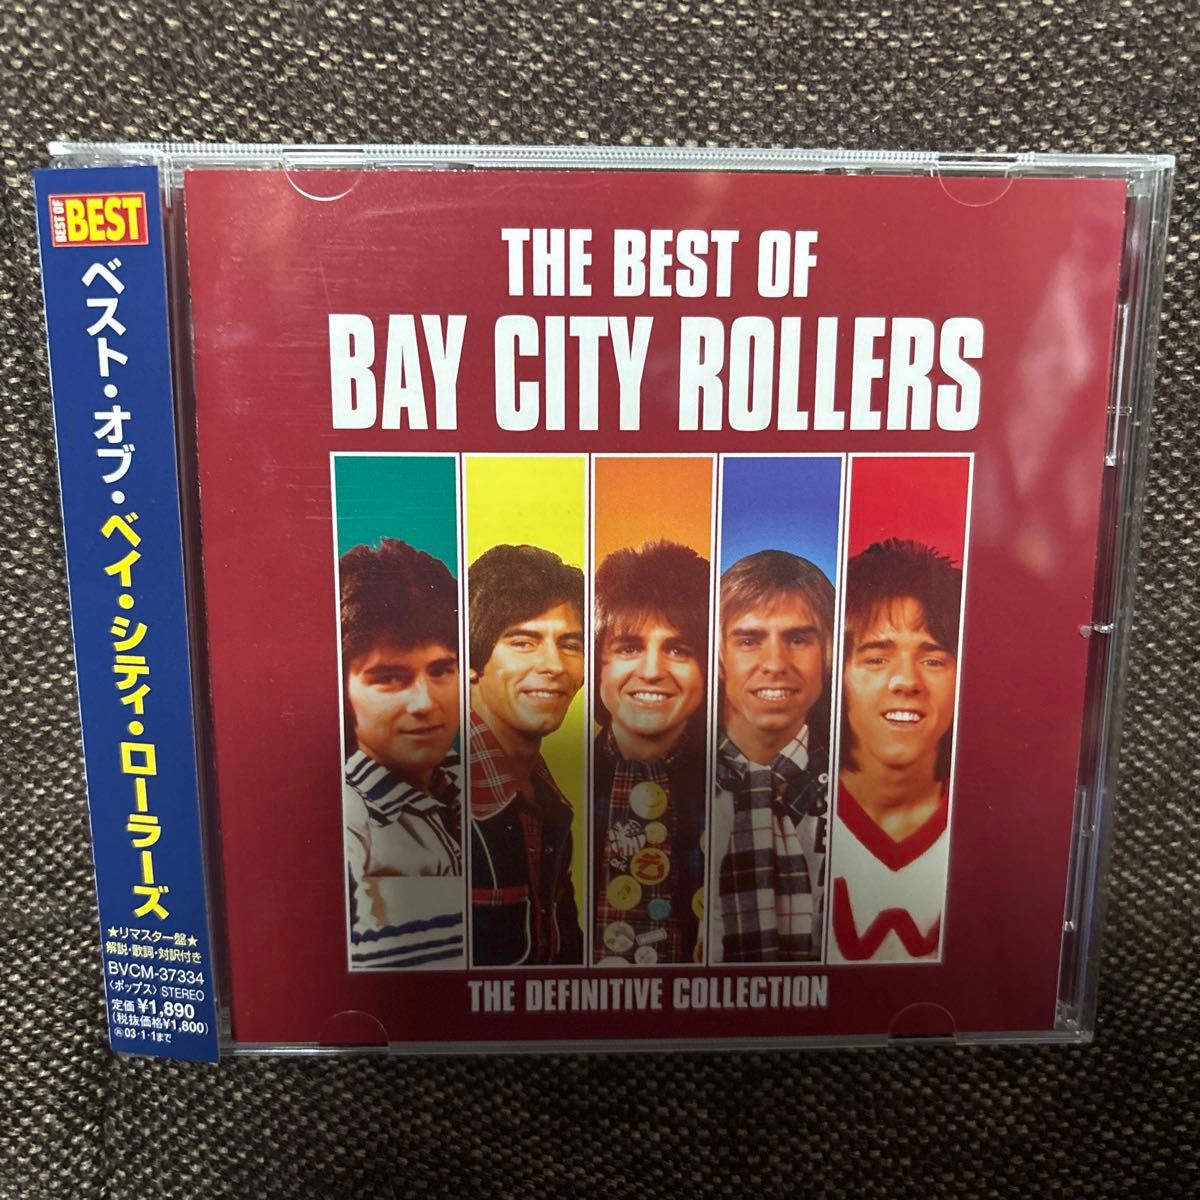 BEST OF
BEST
ベスト・オブ・ベイ・シティ・ローラーズ
★リマスター盤★
解説・歌詞・対訳付き
BVCM-37334
〈ポップス〉 STEREO
定価¥1,890
(税抜価格¥1,800)
03・1・1まで
THE BEST OF
BAY CITY ROLLERS
W
THE DEFINITIVE COLLECTION